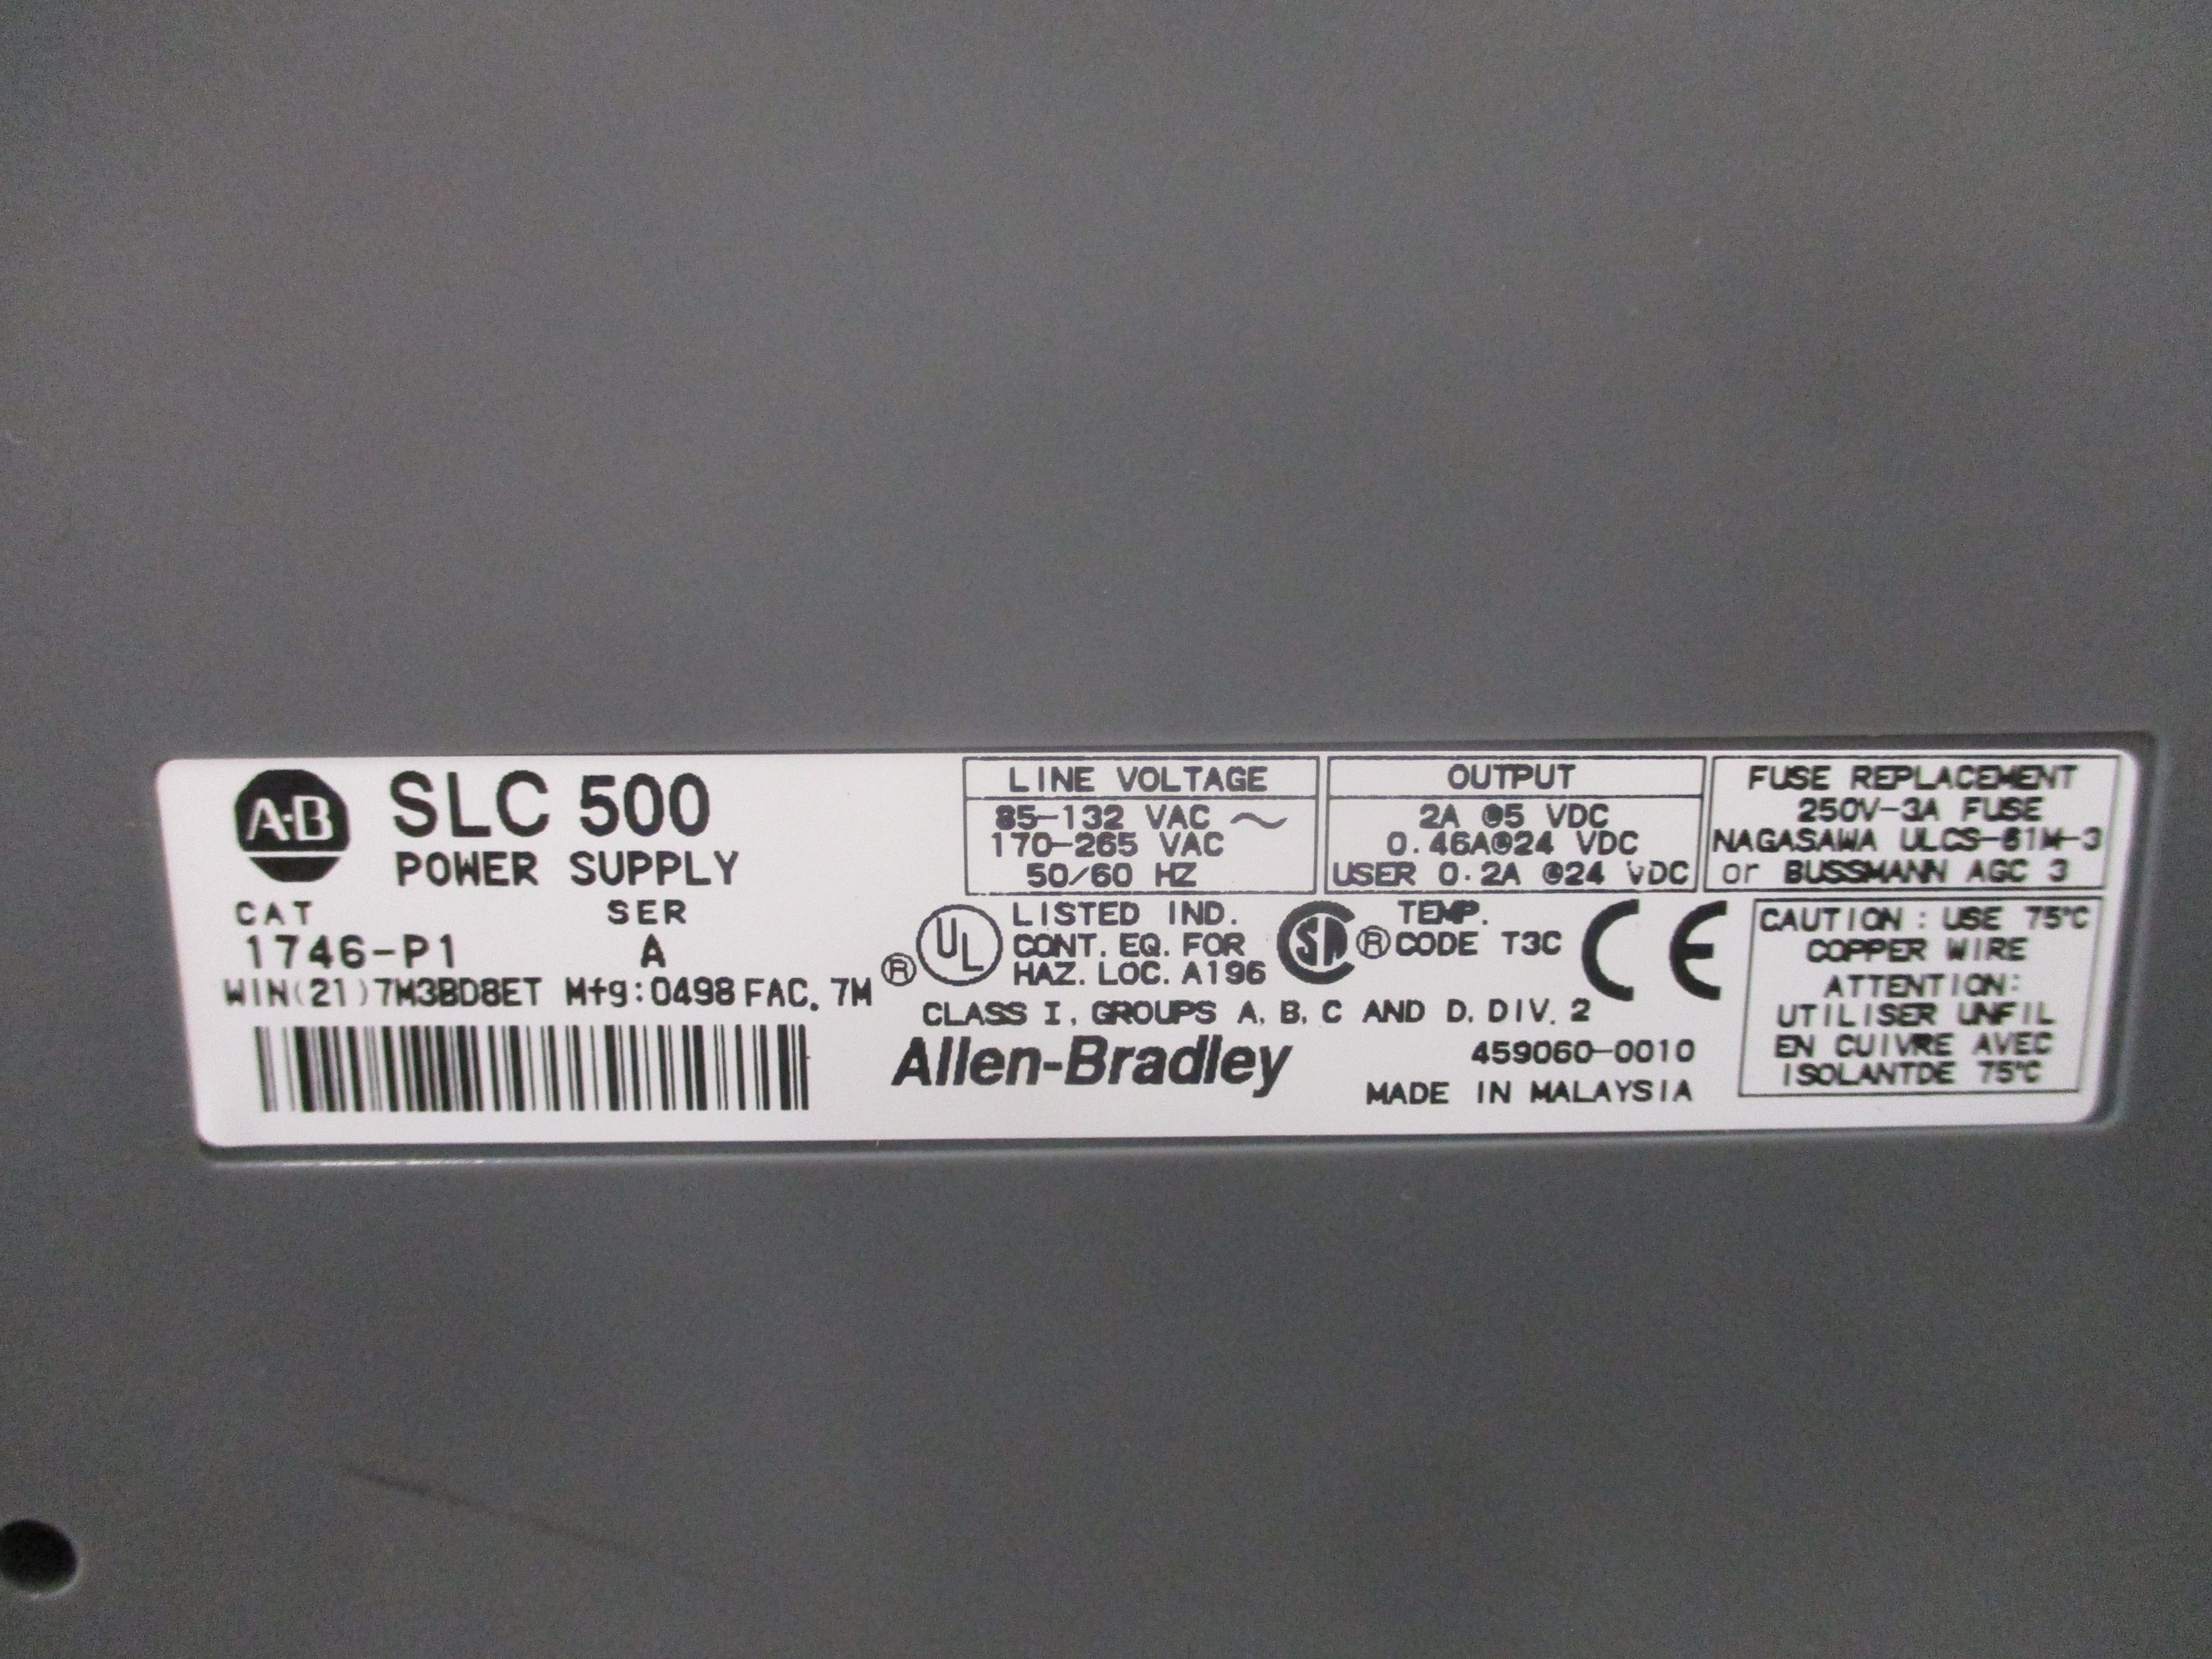 A-B
SLC 500
POWER SUPPLY
CAT SER
1746-P1 A
WIN(21)7M3BD8ET Mfg:0498 FAC. 7M
LINE VOLTAGE
85-132 VAC ~
170-265 VAC
50/60 HZ
OUTPUT
2A @5 VDC
0.46A@24 VDC
USER 0.2A @24 VDC
FUSE REPLACEMENT
250V-3A FUSE
NAGASAWA ULCS-61M-3
or BUSSMANN AGC 3
® UL
LISTED IND.
CONT. EQ. FOR
HAZ. LOC. A196
SA ®
TEMP.
CODE T3C
CE
CLASS I, GROUPS A, B, C AND D, DIV. 2
Allen-Bradley
459060-0010
MADE IN MALAYSIA
CAUTION: USE 75°C
COPPER WIRE
ATTENTION:
UTILISER UNFIL
EN CUIVRE AVEC
ISOLANTDE 75°C